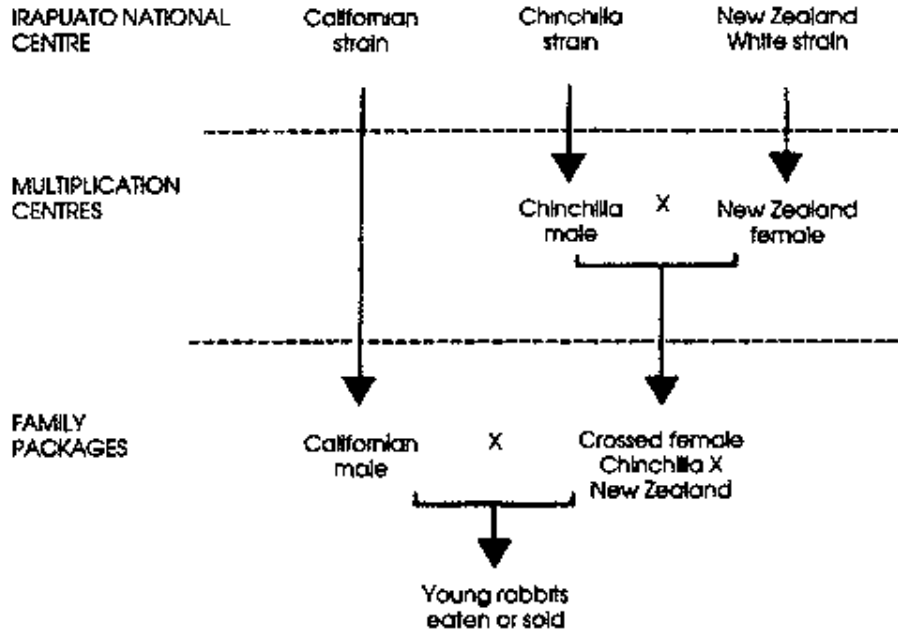 IRAPUATO NATIONAL
CENTRE
Californian
strain
Chinchilla
strain
New Zealand
White strain
MULTIPLICATION
CENTRES
Chinchilla
male
X
New Zealand
female
FAMILY
PACKAGES
Californian
male
X
Crossed female
Chinchilla X
New Zealand
Young rabbits
eaten or sold